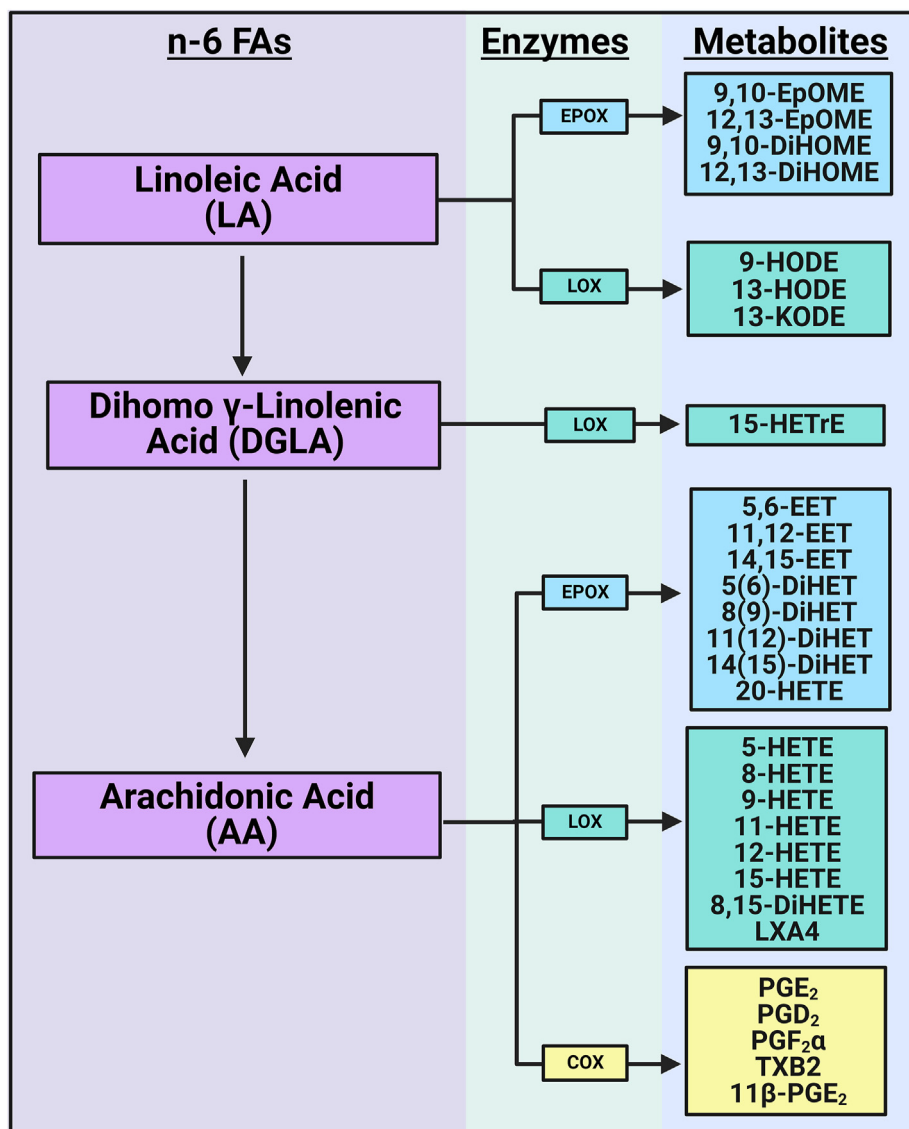 n-6 FAs
Enzymes
Metabolites
Linoleic Acid
(LA)
EPOX
9,10-EpOME
12,13-EpOME
9,10-DiHOME
12,13-DiHOME
LOX
9-HODE
13-HODE
13-KODE
Dihomo γ-Linolenic
Acid (DGLA)
LOX
15-HETrE
Arachidonic Acid
(AA)
EPOX
5,6-EET
11,12-EET
14,15-EET
5(6)-DiHET
8(9)-DiHET
11(12)-DiHET
14(15)-DiHET
20-HETE
LOX
5-HETE
8-HETE
9-HETE
11-HETE
12-HETE
15-HETE
8,15-DiHETE
LXA4
COX
PGE₂
PGD₂
PGF₂α
TXB2
11β-PGE₂